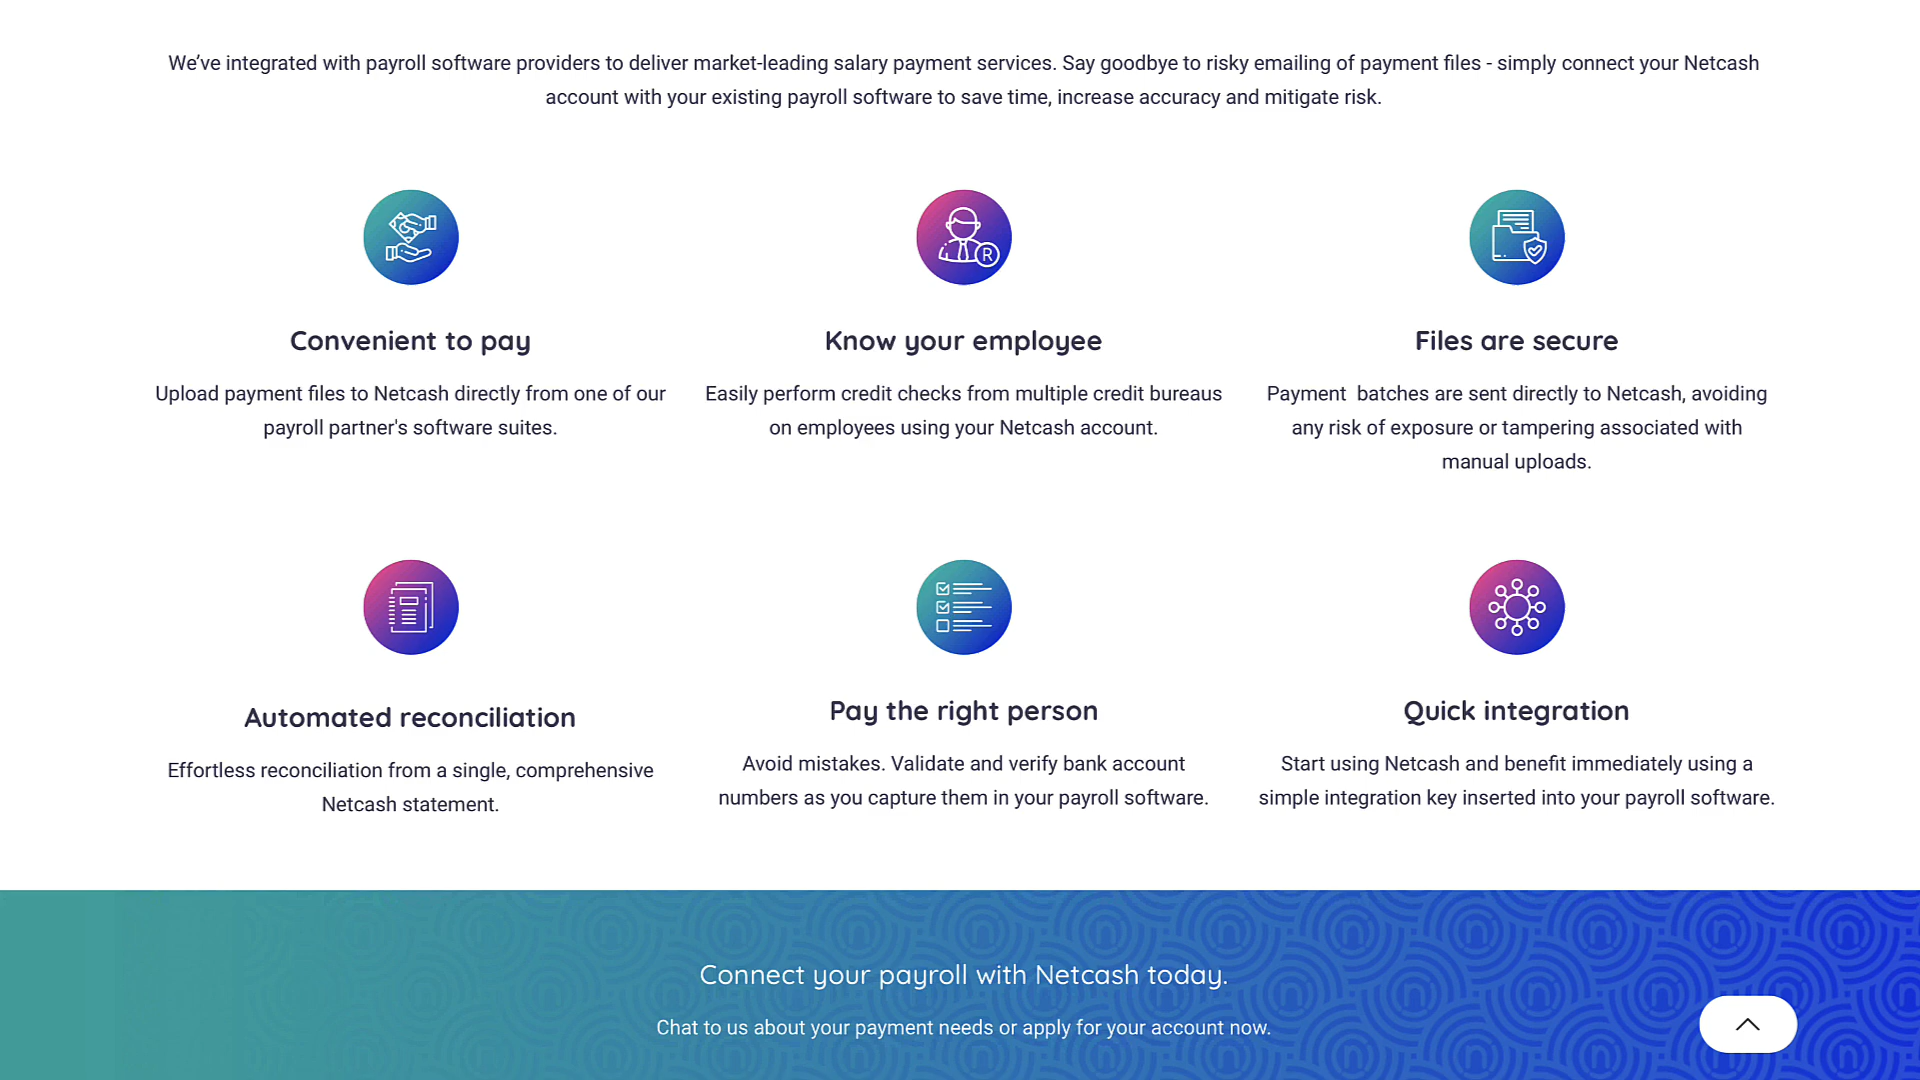 We’ve integrated with payroll software providers to deliver market-leading salary payment services. Say goodbye to risky emailing of payment files - simply connect your Netcash
account with your existing payroll software to save time, increase accuracy and mitigate risk.
Convenient to pay
Upload payment files to Netcash directly from one of our
payroll partner's software suites.
R
Know your employee
Easily perform credit checks from multiple credit bureaus
on employees using your Netcash account.
Files are secure
Payment  batches are sent directly to Netcash, avoiding
any risk of exposure or tampering associated with
manual uploads.
Automated reconciliation
Effortless reconciliation from a single, comprehensive
Netcash statement.
Pay the right person
Avoid mistakes. Validate and verify bank account
numbers as you capture them in your payroll software.
Quick integration
Start using Netcash and benefit immediately using a
simple integration key inserted into your payroll software.
Connect your payroll with Netcash today.
Chat to us about your payment needs or apply for your account now.